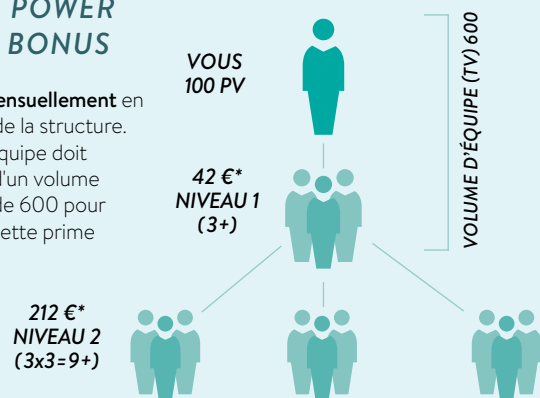 POWER
BONUS
ensuellement en
de la structure.
quipe doit
l'un volume
de 600 pour
ette prime
VOUS
100 PV
VOLUME D'ÉQUIPE (TV) 600
42 €*
NIVEAU 1
(3+)
212 €*
NIVEAU 2
(3x3=9+)